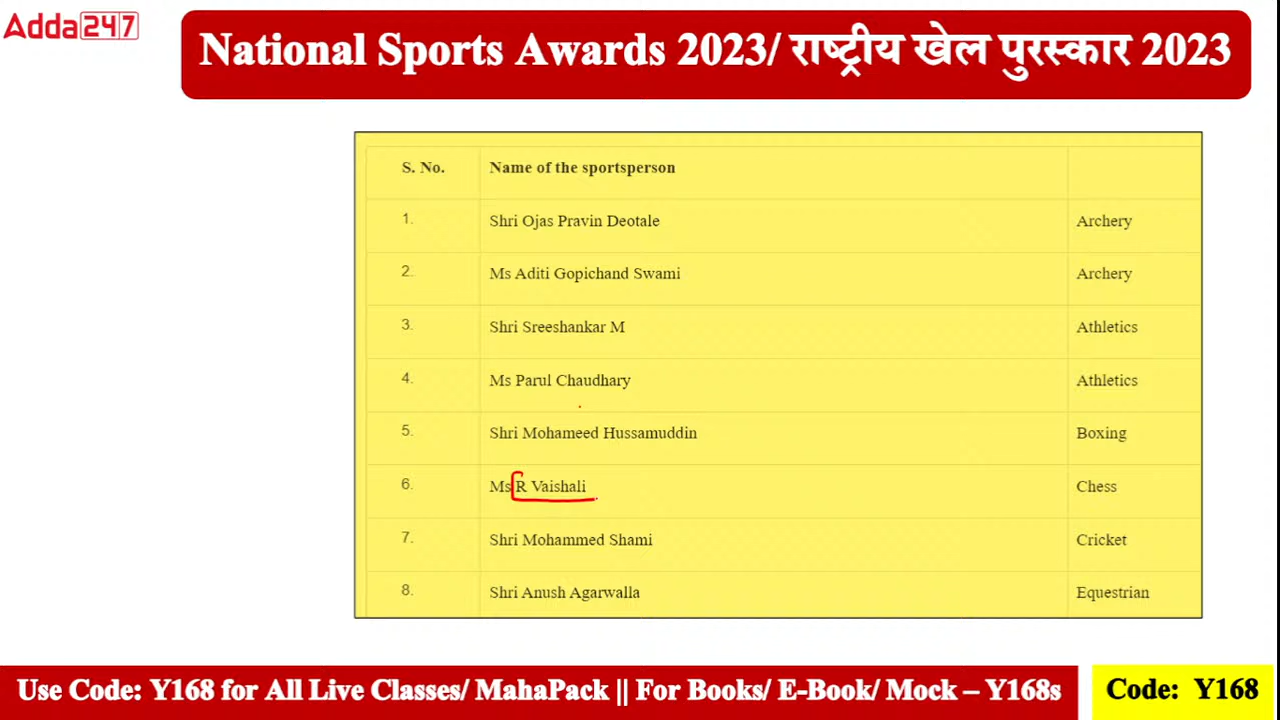 Adda247
National Sports Awards 2023/ राष्ट्रीय खेल पुरस्कार 2023
S. No. Name of the sportsperson
1. Shri Ojas Pravin Deotale Archery
2. Ms Aditi Gopichand Swami Archery
3. Shri Sreeshankar M Athletics
4. Ms Parul Chaudhary Athletics
5. Shri Mohameed Hussamuddin Boxing
6. Ms R Vaishali Chess
7. Shri Mohammed Shami Cricket
8. Shri Anush Agarwalla Equestrian
Use Code: Y168 for All Live Classes/ MahaPack || For Books/ E-Book/ Mock – Y168s
Code: Y168